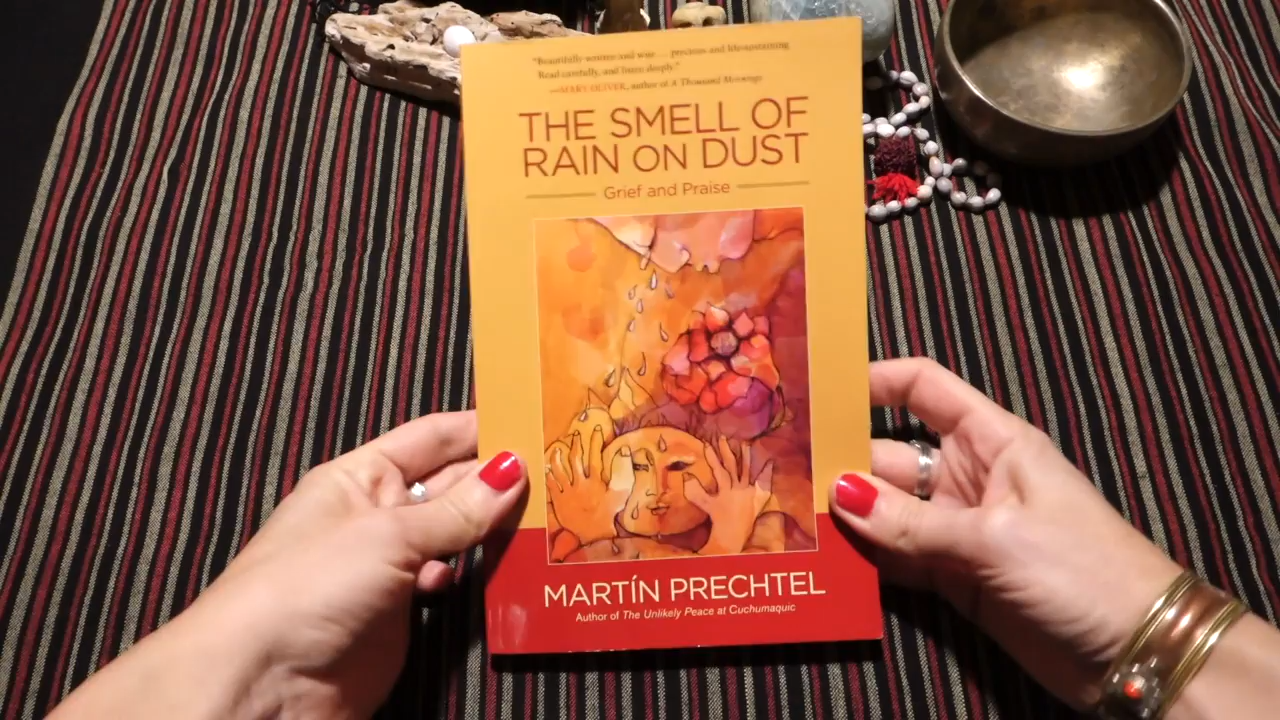 "Beautifully written and wise . . . precious and life-sustaining
Read carefully, and listen deeply."
—MARY OLIVER, author of A Thousand Mornings
THE SMELL OF
RAIN ON DUST
Grief and Praise
MARTÍN PRECHTEL
Author of The Unlikely Peace at Cuchumaquic